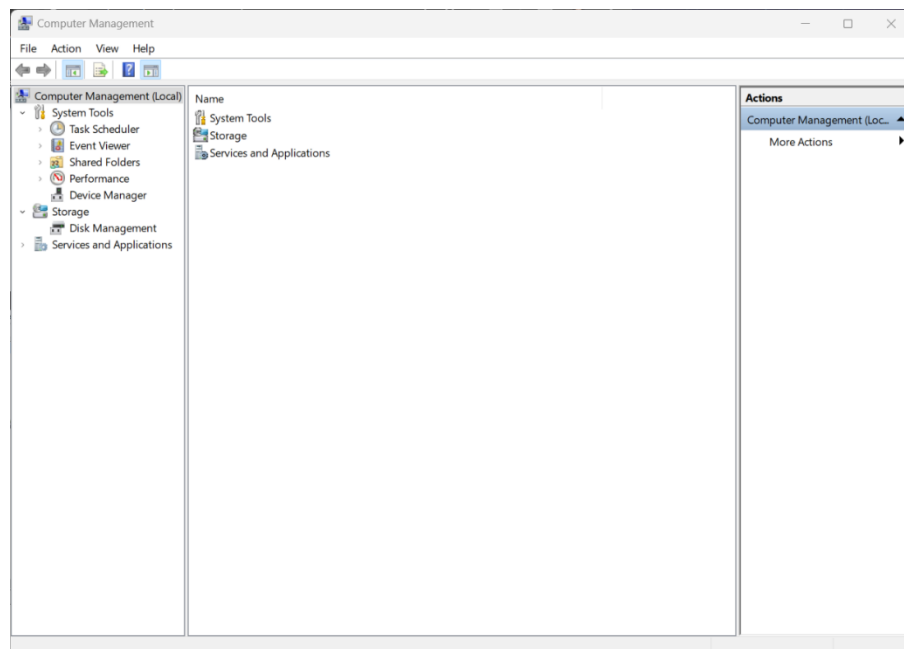 Computer Management
File Action View Help
Computer Management (Local)
System Tools
Task Scheduler
Event Viewer
Shared Folders
Performance
Device Manager
Storage
Disk Management
Services and Applications
Name
System Tools
Storage
Services and Applications
Actions
Computer Management (Loc...
More Actions